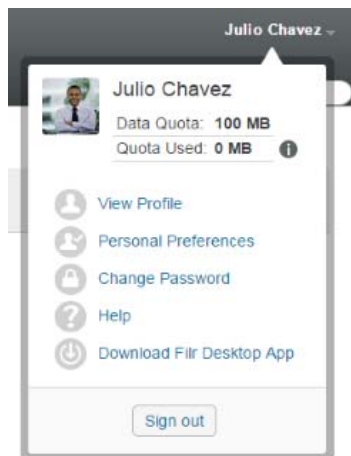 Julio Chavez
Julio Chavez
Data Quota: 100 MB
Quota Used: 0 MB
View Profile
Personal Preferences
Change Password
Help
Download Filr Desktop App
Sign out